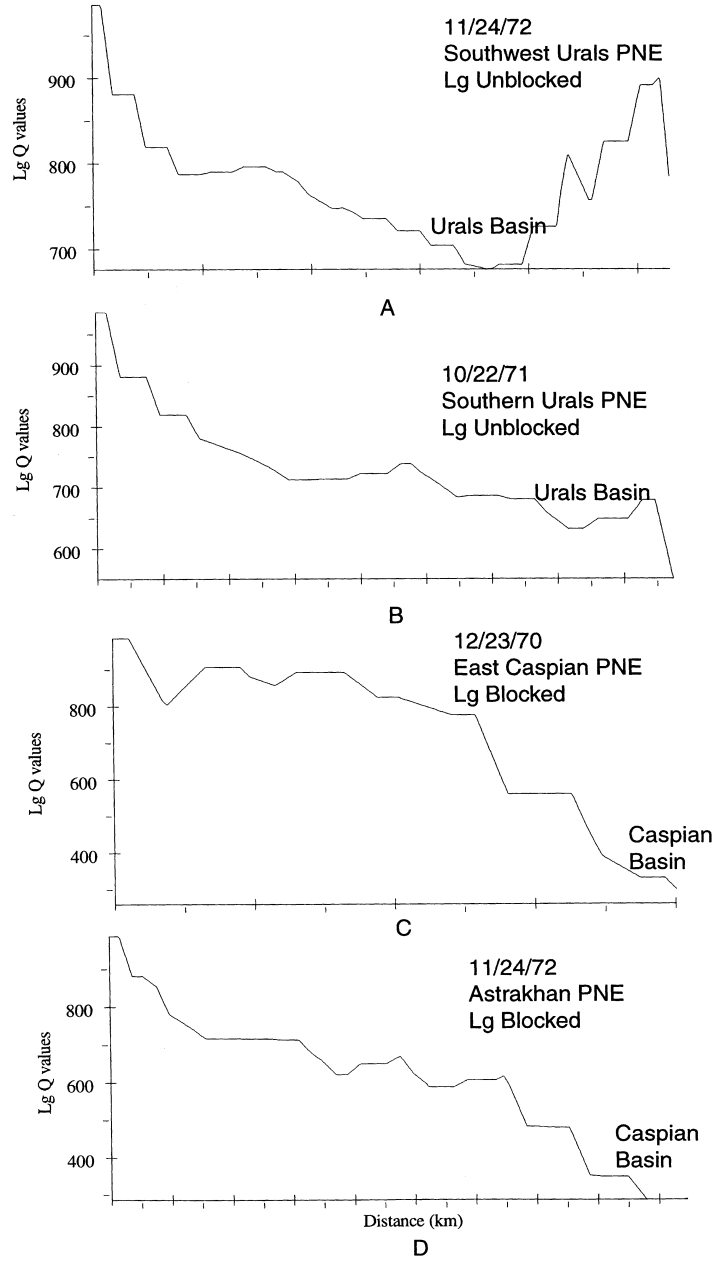 11/24/72
Southwest Urals PNE
Lg Unblocked
Lg Q values
900
800
700
Urals Basin
A
10/22/71
Southern Urals PNE
Lg Unblocked
Lg Q values
900
800
700
600
Urals Basin
B
12/23/70
East Caspian PNE
Lg Blocked
Lg Q values
800
600
400
Caspian
Basin
C
11/24/72
Astrakhan PNE
Lg Blocked
Lg Q values
800
600
400
Caspian
Basin
Distance (km)
D